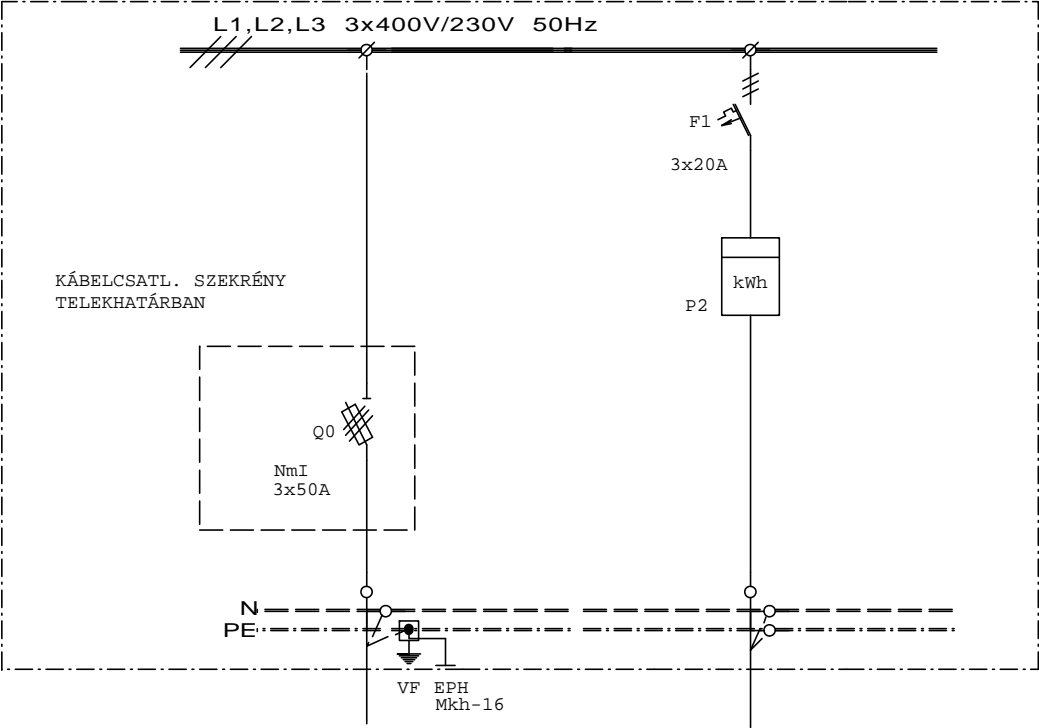 L1,L2,L3 3x400V/230V 50Hz
F1
3x20A
KÁBELCSATL. SZEKRÉNY
TELEKHATÁRBAN
kWh
P2
Q0
NmI
3x50A
N
PE
VF EPH
Mkh-16